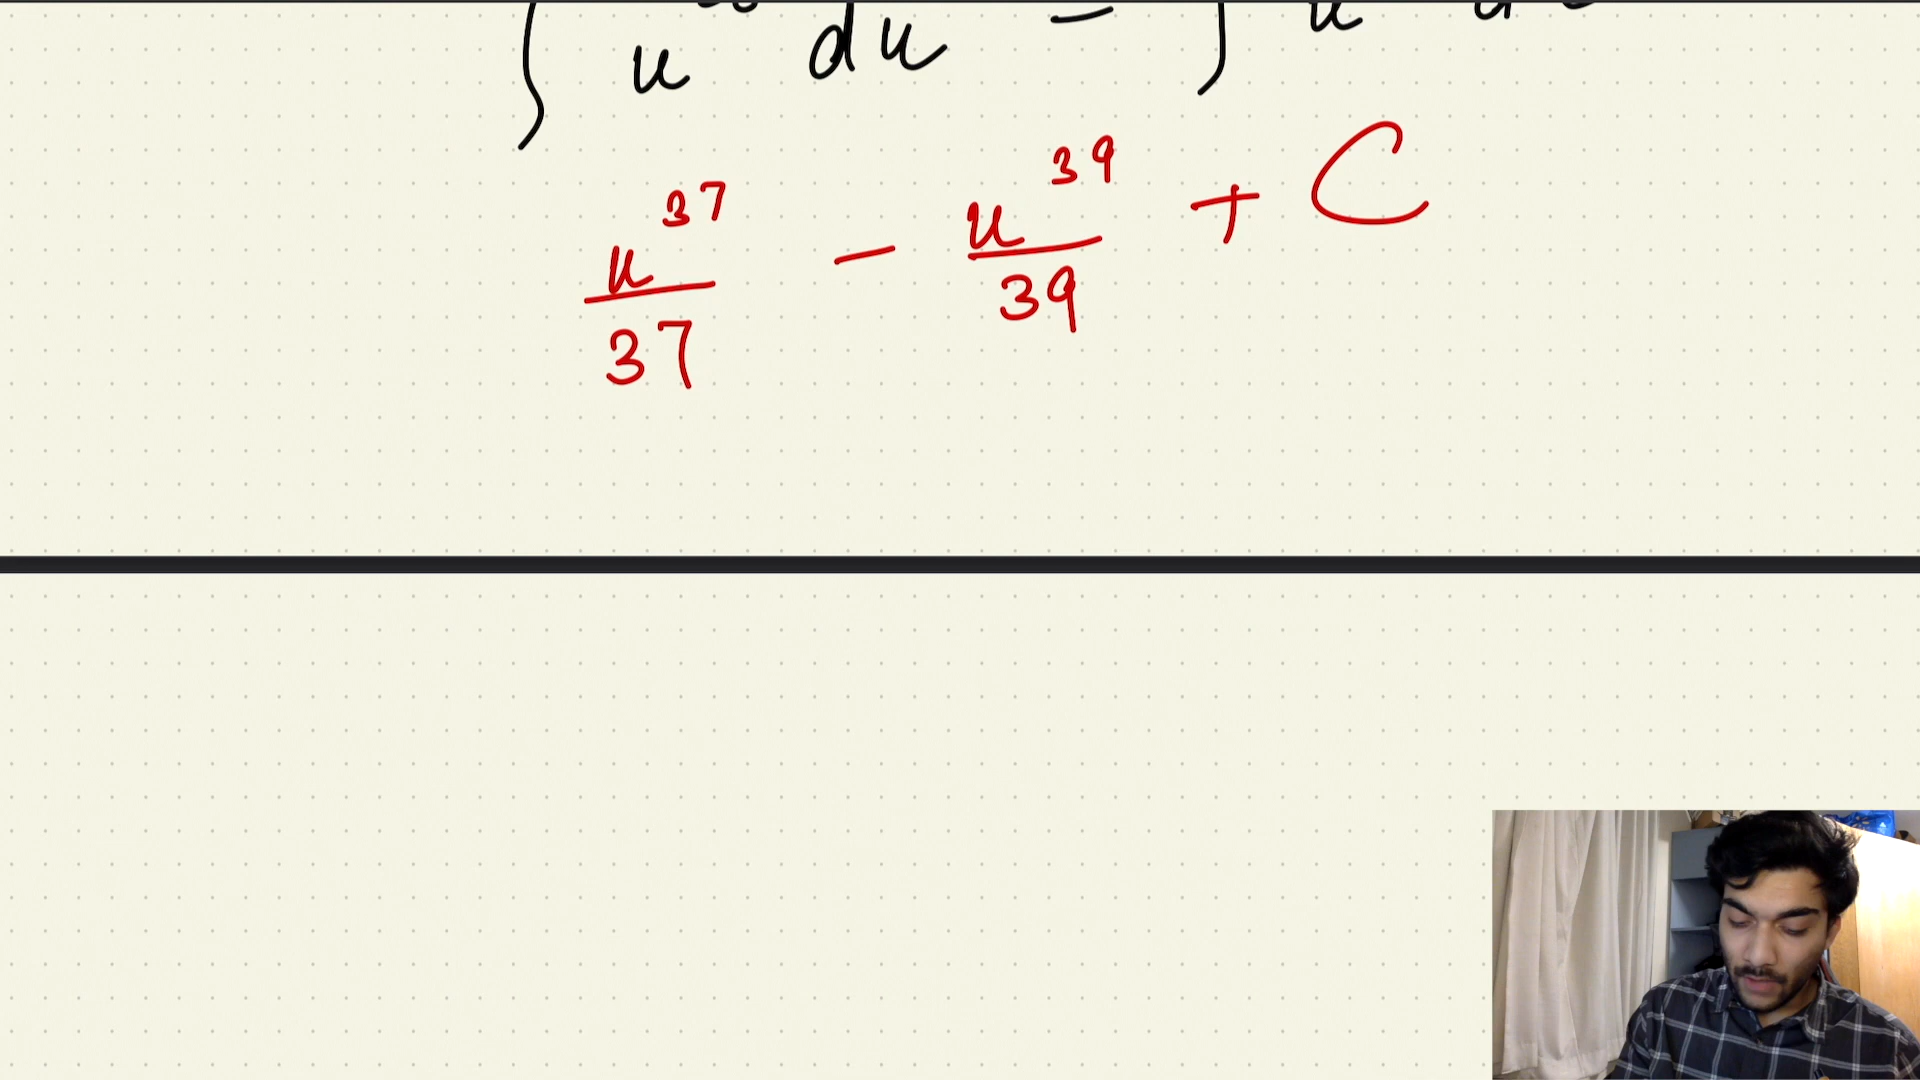 ∫ u du − ∫ u
u^37/37 − u^39/39 + C